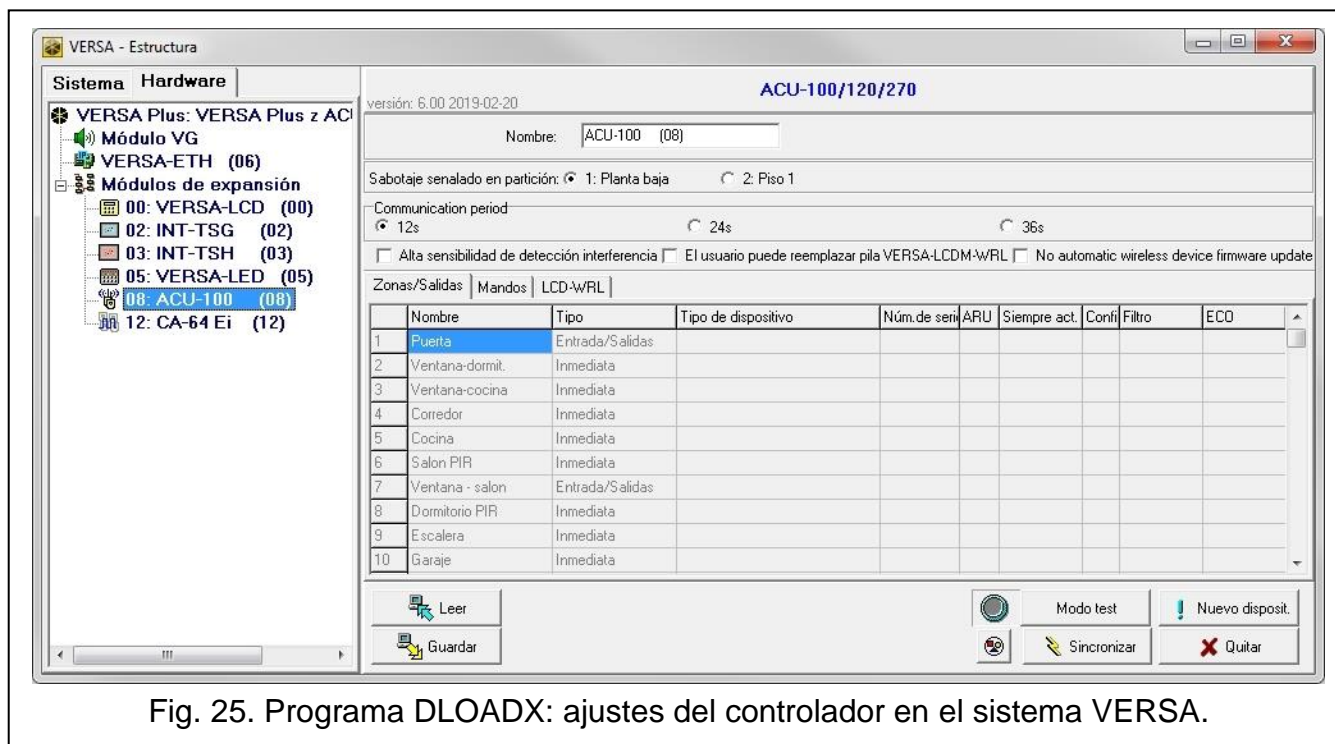 VERSA - Estructura
Sistema Hardware
VERSA Plus: VERSA Plus z AC
Módulo VG
VERSA-ETH (06)
Módulos de expansión
00: VERSA-LCD (00)
02: INT-TSG (02)
03: INT-TSH (03)
05: VERSA-LED (05)
08: ACU-100 (08)
12: CA-64 Ei (12)
ACU-100/120/270
versión: 6.00 2019-02-20
Nombre: ACU-100 (08)
Sabotaje senalado en partición: 1: Planta baja 2: Piso 1
Communication period
12s 24s 36s
Alta sensibilidad de detección interferencia El usuario puede reemplazar pila VERSA-LCDM-WRL No automatic wireless device firmware update
Zonas/Salidas Mandos LCD-WRL
Nombre Tipo Tipo de dispositivo Núm.de seri ARU Siempre act. Confi Filtro ECO
1 Puerta Entrada/Salidas
2 Ventana-dormit. Inmediata
3 Ventana-cocina Inmediata
4 Corredor Inmediata
5 Cocina Inmediata
6 Salon PIR Inmediata
7 Ventana - salon Entrada/Salidas
8 Dormitorio PIR Inmediata
9 Escalera Inmediata
10 Garaje Inmediata
Leer Modo test Nuevo disposit.
Guardar Sincronizar Quitar
Fig. 25. Programa DLOADX: ajustes del controlador en el sistema VERSA.